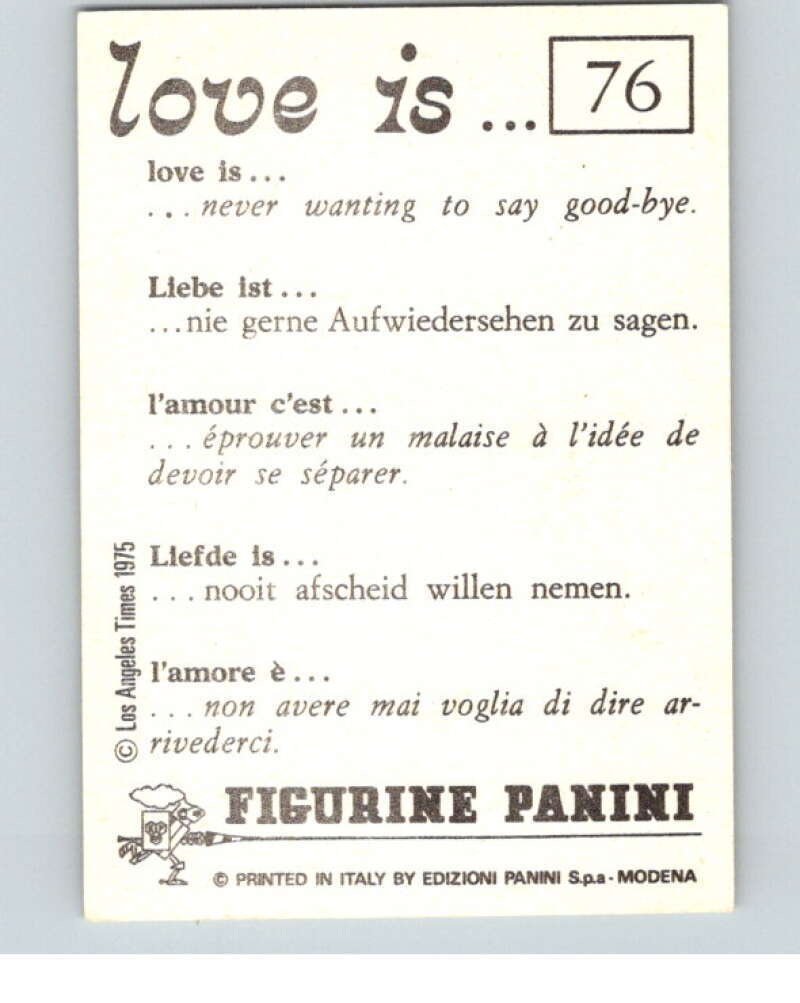 love is ... 76
love is...
...never wanting to say good-bye.
Liebe ist...
...nie gerne Aufwiedersehen zu sagen.
l'amour c'est...
...éprouver un malaise à l'idée de
devoir se séparer.
Liefde is...
...nooit afscheid willen nemen.
l'amore è...
...non avere mai voglia di dire ar-
rivederci.
© Los Angeles Times 1975
FIGURINE PANINI
© PRINTED IN ITALY BY EDIZIONI PANINI S.p.a - MODENA